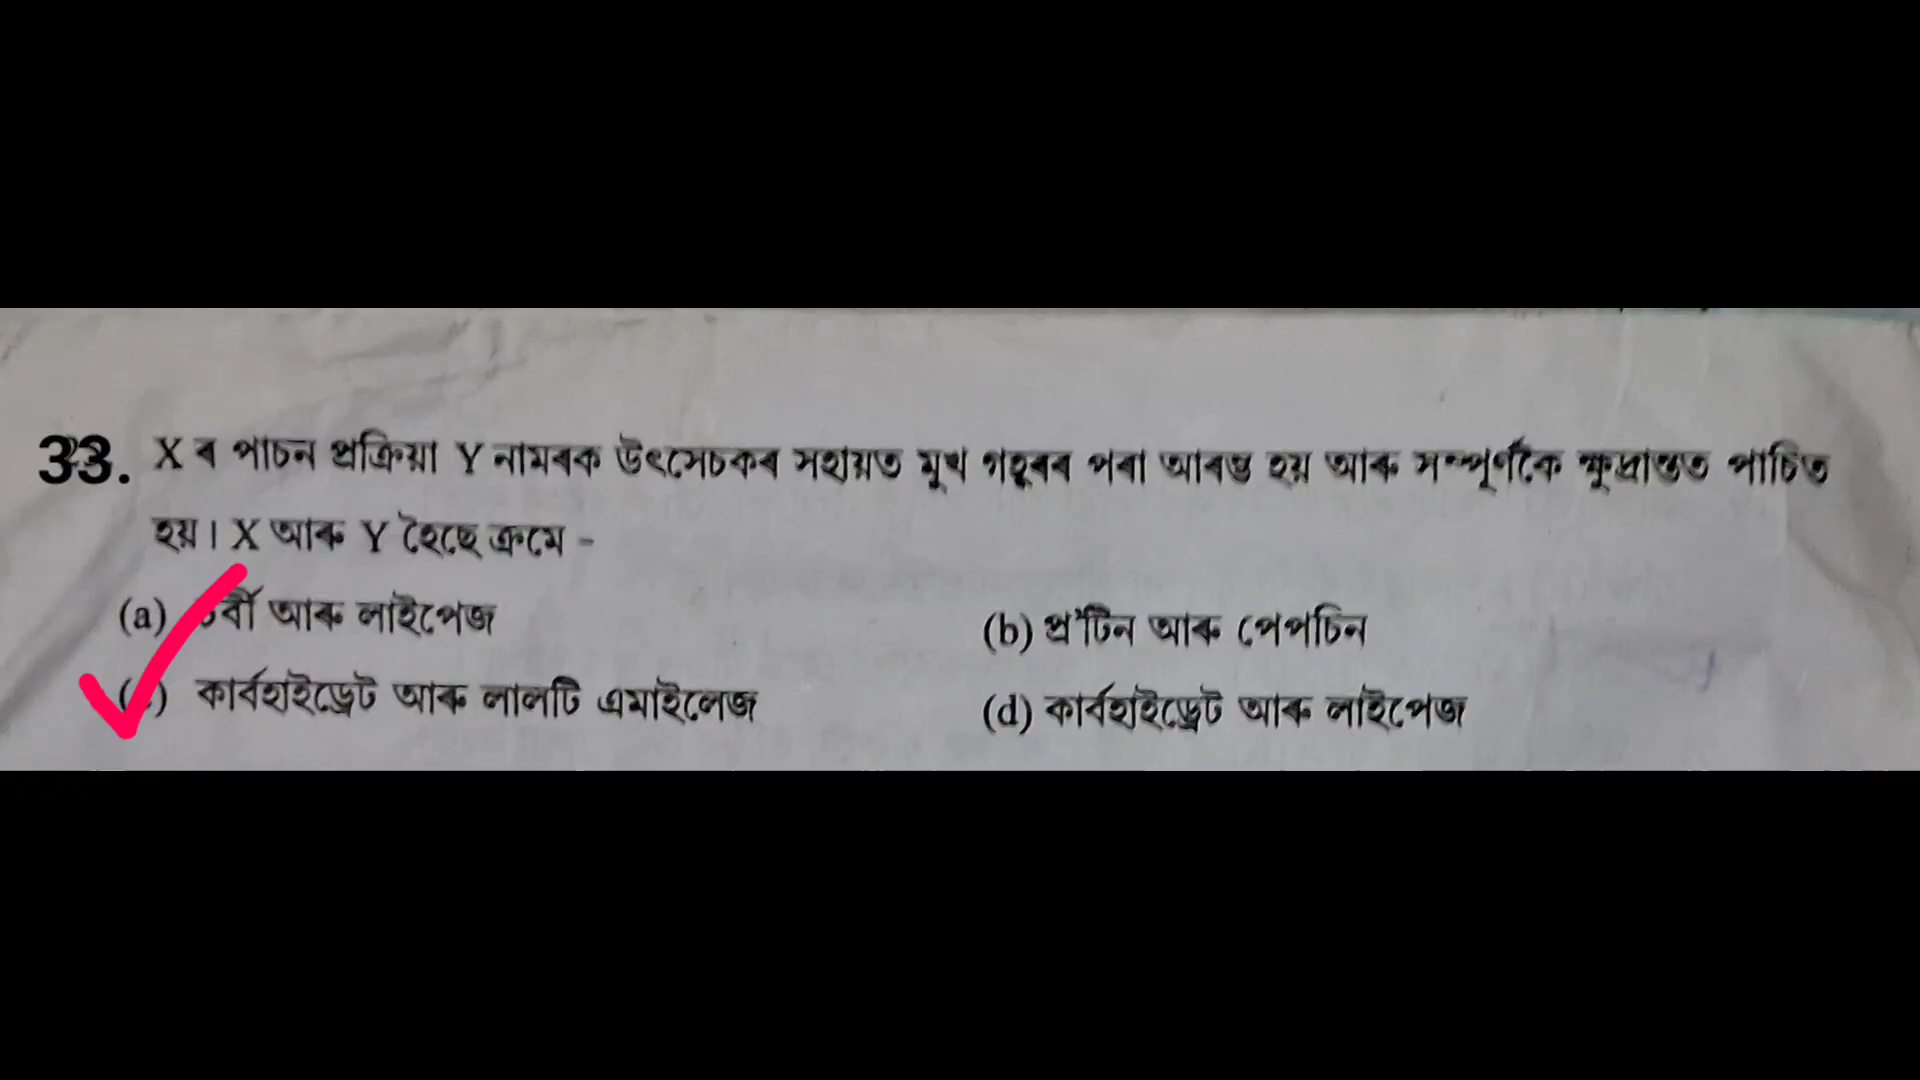 33. X ৰ পাচন প্ৰক্ৰিয়া Y নামৰক উৎসেচকৰ সহায়ত মুখ গহ্বৰৰ পৰা আৰম্ভ হয় আৰু সম্পূৰ্ণকৈ ক্ষুদ্ৰান্তত পাচিত
হয়। X আৰু Y হৈছে ক্ৰমে -
(a) আৰু লাইপেজ
(b) প্ৰ'টিন আৰু পেপচিন
কাৰ্বহাইড্ৰেট আৰু লালটি এমাইলেজ
(d) কাৰ্বহাইড্ৰেট আৰু লাইপেজ